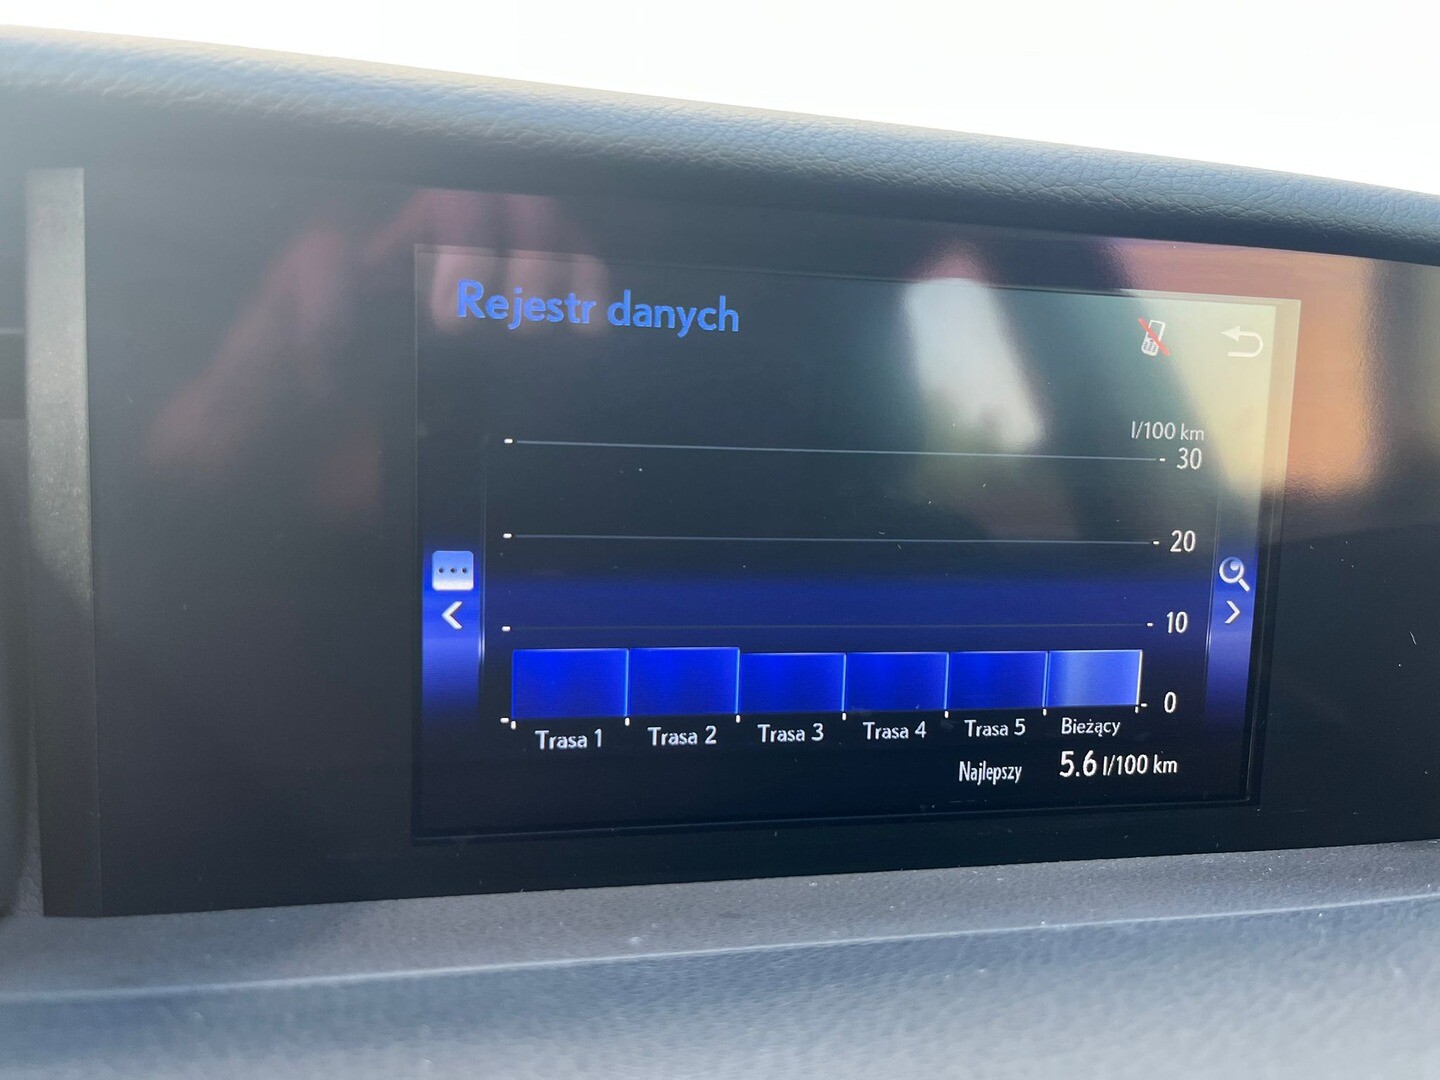 Rejestr danych
l/100 km
30
20
10
0
Trasa 1 Trasa 2 Trasa 3 Trasa 4 Trasa 5 Bieżący
Najlepszy 5.6 l/100 km